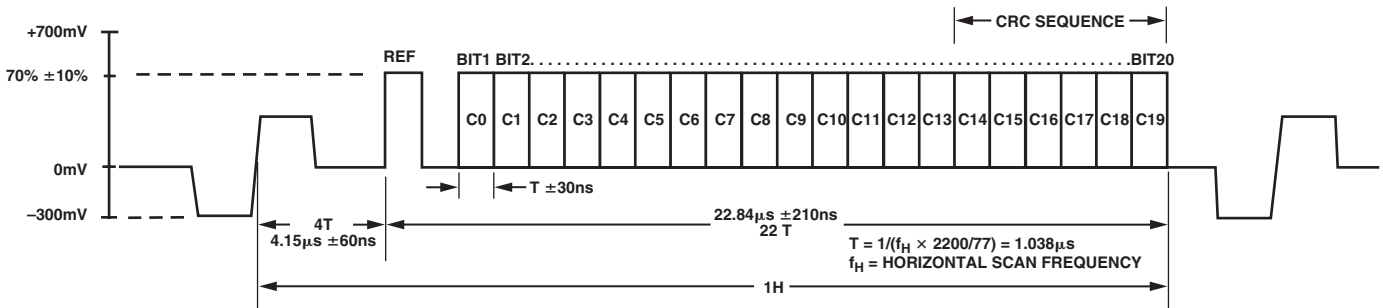 CRC SEQUENCE
+700mV
REF
BIT1 BIT2. . . . . . . . . . . . . . . . . . . . . . . . . . . . . . . . . . . . . . . . . . . . . . . . . . . . . . . . . . . . . . .BIT20
70% ±10%
C0 C1 C2 C3 C4 C5 C6 C7 C8 C9 C10 C11 C12 C13 C14 C15 C16 C17 C18 C19
0mV
T ±30ns
–300mV
4T
4.15µs ±60ns
22.84µs ±210ns
22 T
T = 1/(fH × 2200/77) = 1.038µs
fH = HORIZONTAL SCAN FREQUENCY
1H